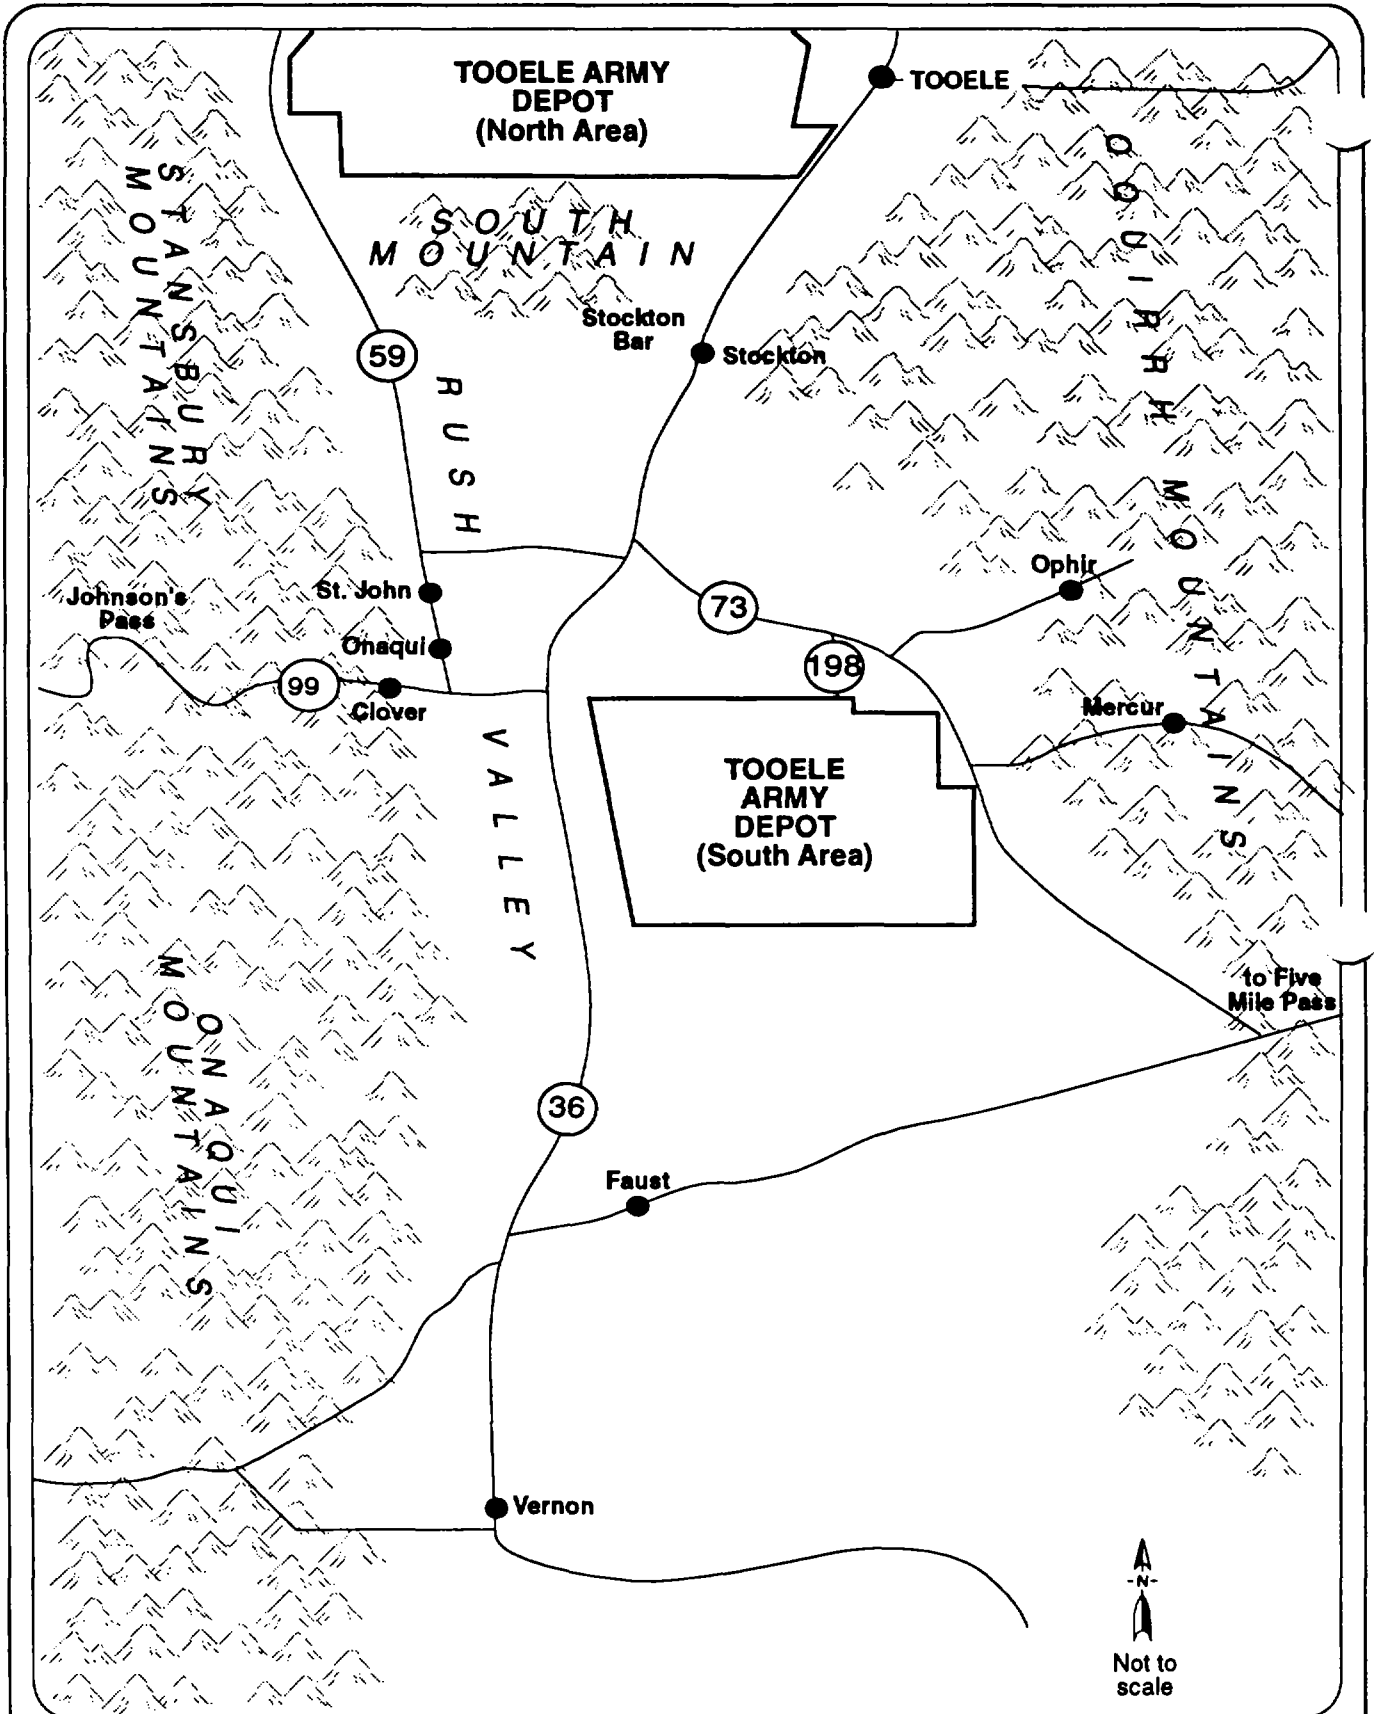 TOOELE ARMY
DEPOT
(North Area)
TOOELE
STANSBURY
MOUNTAINS
SOUTH
MOUNTAIN
OQUIRRH MOUNTAINS
Stockton
Bar
Stockton
59
RUSH
VALLEY
Johnson's
Pass
St. John
Onaqui
99
Clover
73
198
Ophir
Mercur
TOOELE
ARMY
DEPOT
(South Area)
to Five
Mile Pass
ONAQUI
MOUNTAINS
36
Faust
Vernon
N
Not to
scale